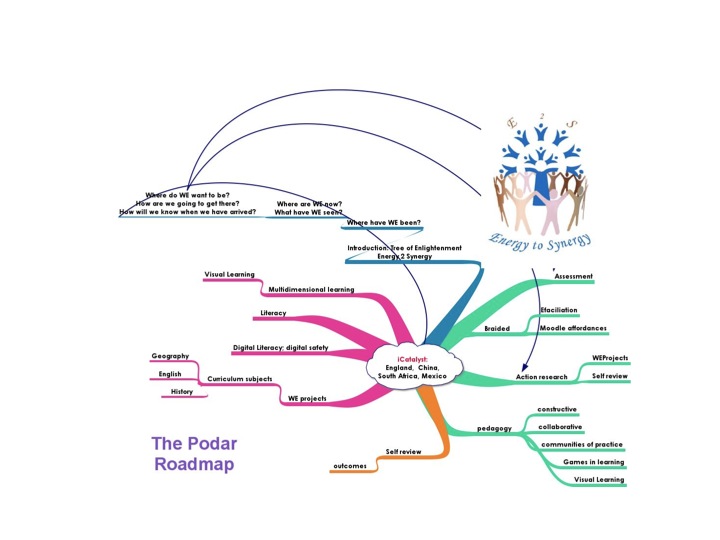 E 2 S
Energy to Synergy
Where do WE want to be?
How are we going to get there?
How will we know when we have arrived?
Where are WE now?
What have WE seen?
Where have WE been?
Introduction: Tree of Enlightenment
Energy 2 Synergy
Visual Learning
Multidimensional learning
Literacy
Digital Literacy: digital safety
Geography
English
History
Curriculum subjects
WE projects
iCatalyst:
England, China,
South Africa, Mexico
Assessment
Braided
Efaciliation
Moodle affordances
Action research
WEProjects
Self review
pedagogy
constructive
collaborative
communities of practice
Games in learning
Visual Learning
Self review
outcomes
The Podar
Roadmap